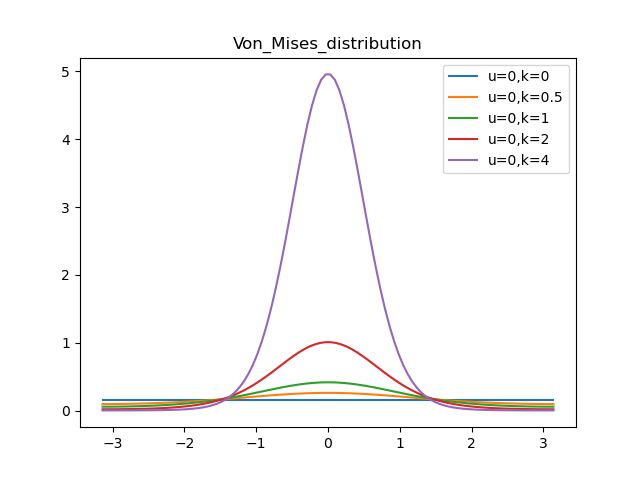 Von_Mises_distribution
5
4
3
2
1
0
−3
−2
−1
0
1
2
3
u=0,k=0
u=0,k=0.5
u=0,k=1
u=0,k=2
u=0,k=4